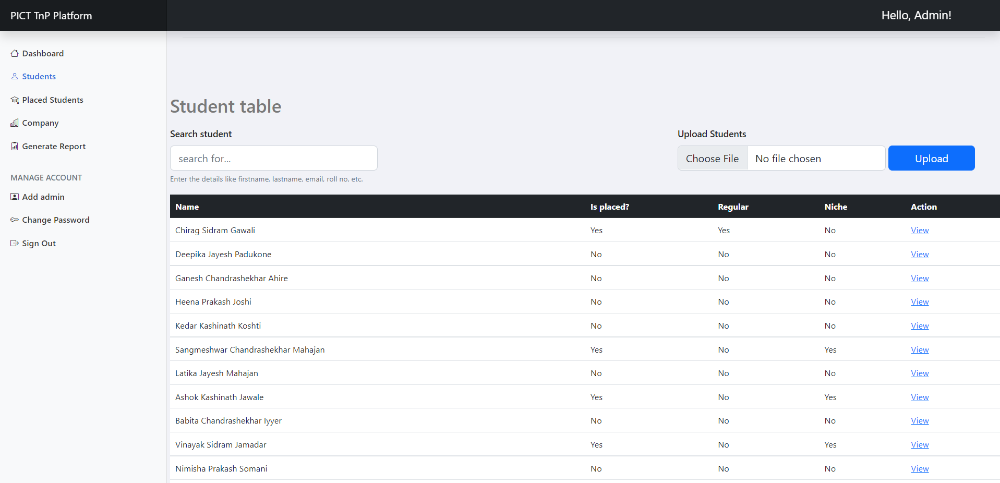 PICT TnP Platform
Hello, Admin!
Dashboard
Students
Placed Students
Company
Generate Report
MANAGE ACCOUNT
Add admin
Change Password
Sign Out
Student table
Search student
Upload Students
search for...
Choose File No file chosen Upload
Enter the details like firstname, lastname, email, roll no, etc.
Name Is placed? Regular Niche Action
Chirag Sidram Gawali Yes Yes No View
Deepika Jayesh Padukone No No No View
Ganesh Chandrashekhar Ahire No No No View
Heena Prakash Joshi No No No View
Kedar Kashinath Koshti No No No View
Sangmeshwar Chandrashekhar Mahajan Yes No Yes View
Latika Jayesh Mahajan No No No View
Ashok Kashinath Jawale Yes No Yes View
Babita Chandrashekhar Iyyer No No No View
Vinayak Sidram Jamadar Yes No Yes View
Nimisha Prakash Somani No No No View